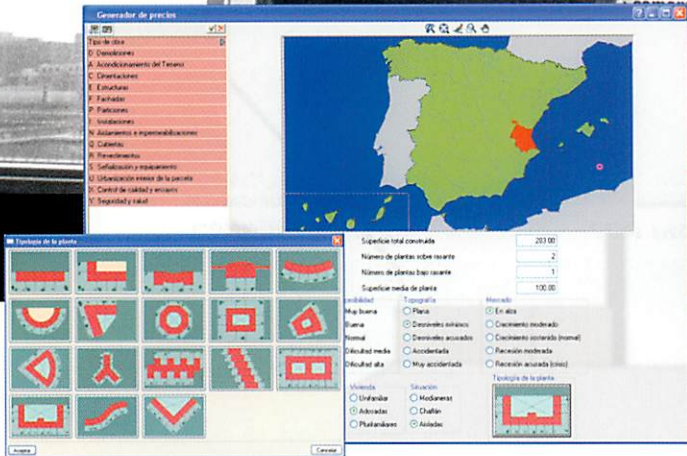 Generador de precios
Tipo de obra
D Demoliciones
A Acondicionamiento del Terreno
C Cimentaciones
E Estructuras
F Fachadas
P Particiones
I Instalaciones
N Aislamientos e impermeabilizaciones
Q Cubiertas
R Revestimientos
S Señalización y equipamiento
U Urbanización interior de la parcela
X Control de calidad y ensayos
Y Seguridad y salud
Tipología de la planta
Aceptar
Cancelar
Superficie total construida 203.00
Número de plantas sobre rasante 2
Número de plantas bajo rasante 1
Superficie media de planta 100.00
Topografía
Mercado
Muy buena
Plana
En alza
Buena
Desniveles mínimos
Crecimiento moderado
Normal
Desniveles acusados
Crecimiento sostenido (normal)
Dificultad media
Accidentada
Recesión moderada
Dificultad alta
Muy accidentada
Recesión acusada (crisis)
Vivienda
Situación
Tipología de la planta
Unifamiliar
Medianeras
Adosadas
Chaflán
Plurifamiliares
Aisladas